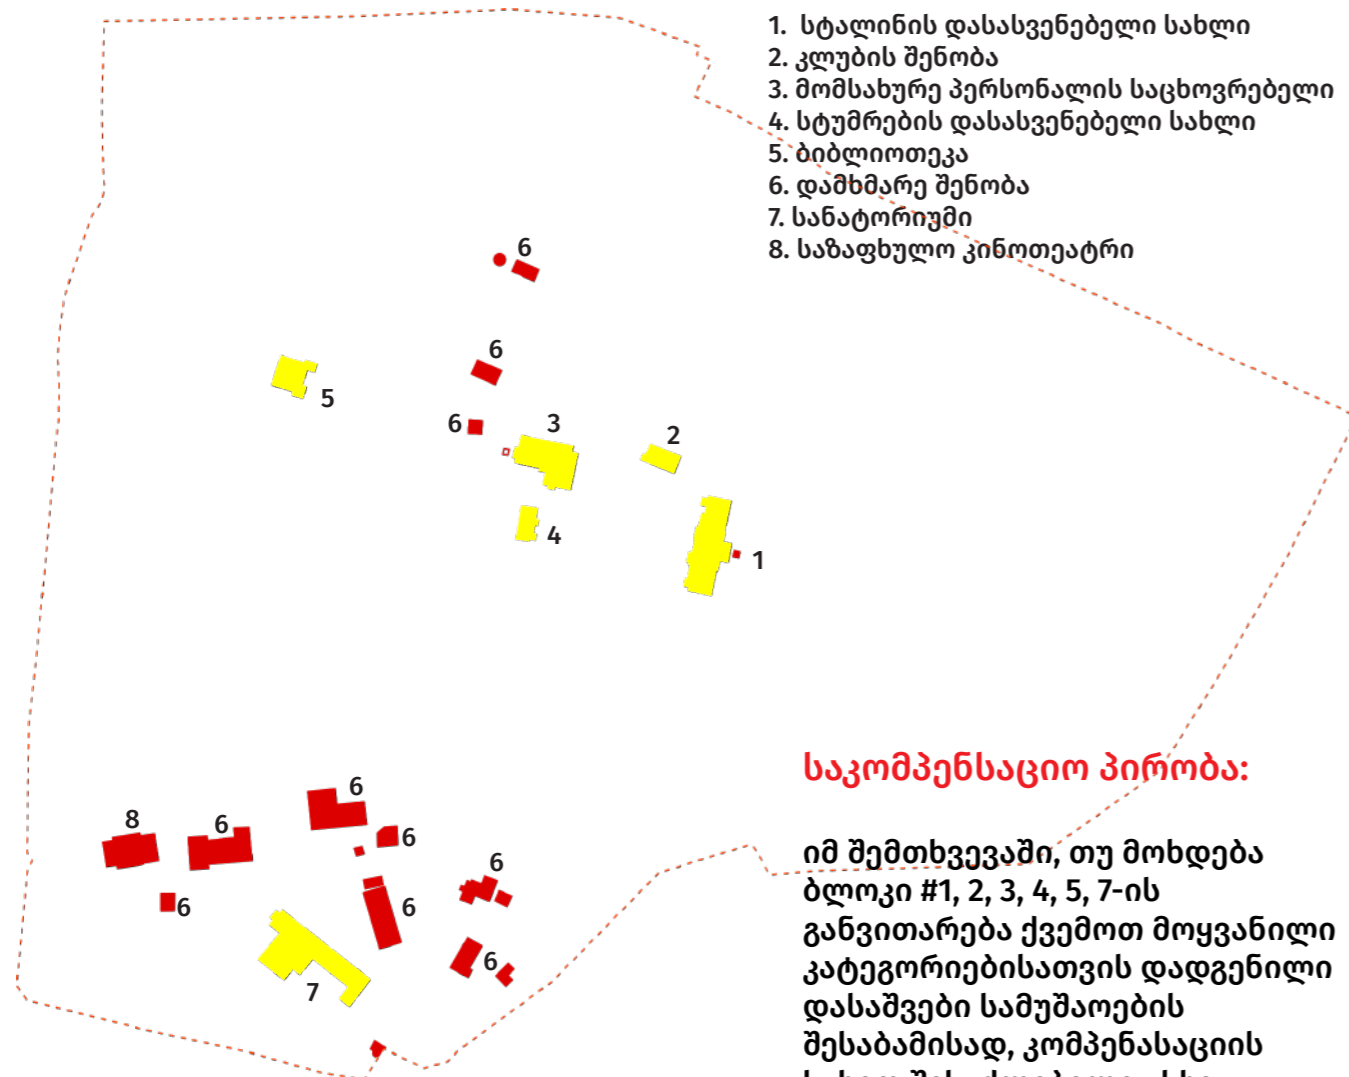 1. სტალინის დასასვენებელი სახლი
2. კლუბის შენობა
3. მომსახურე პერსონალის საცხოვრებელი
4. სტუმრების დასასვენებელი სახლი
5. ბიბლიოთეკა
6. დამხმარე შენობა
7. სანატორიუმი
8. საზაფხულო კინოთეატრი
6
6
5
6
3
2
4
1
6
8
6
6
6
6
6
6
7
საკომპენსაციო პირობა:
იმ შემთხვევაში, თუ მოხდება
ბლოკი #1, 2, 3, 4, 5, 7-ის
განვითარება ქვემოთ მოყვანილი
კატეგორიებისათვის დადგენილი
დასაშვები სამუშაოების
შესაბამისად, კომპენასაციის